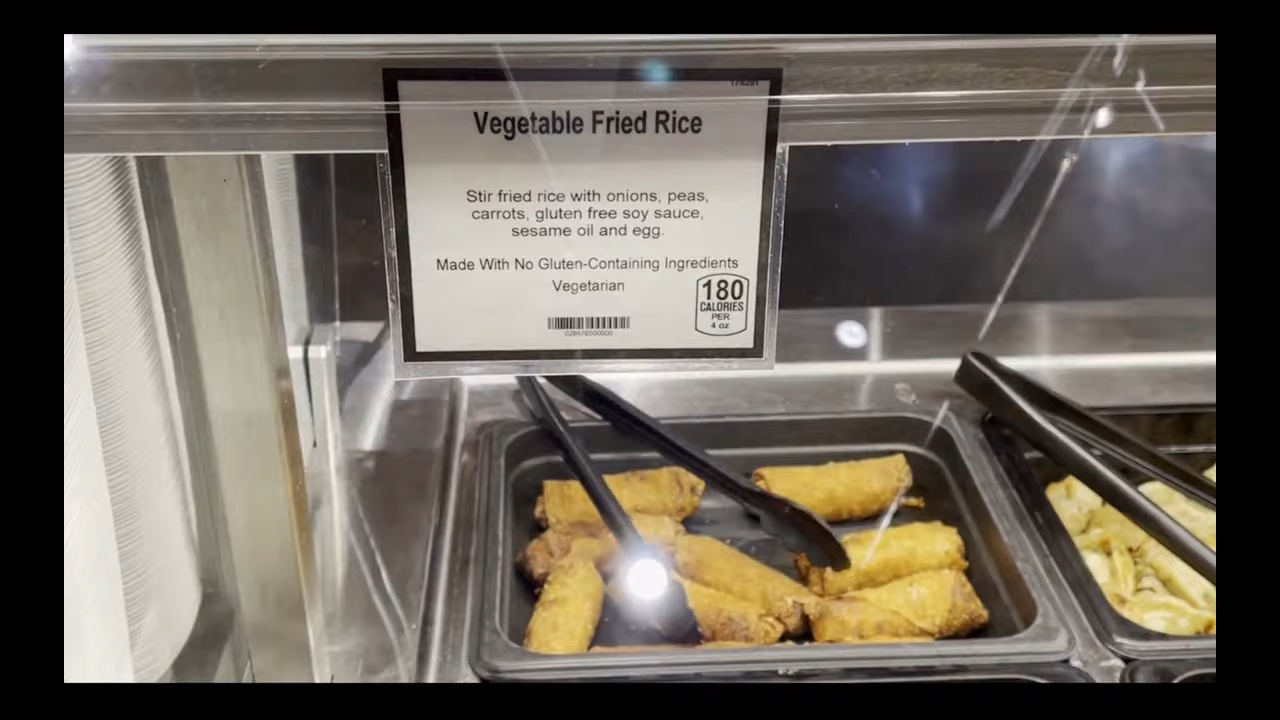 Vegetable Fried Rice
Stir fried rice with onions, peas,
carrots, gluten free soy sauce,
sesame oil and egg.
Made With No Gluten-Containing Ingredients
Vegetarian
180
CALORIES
PER
4 oz